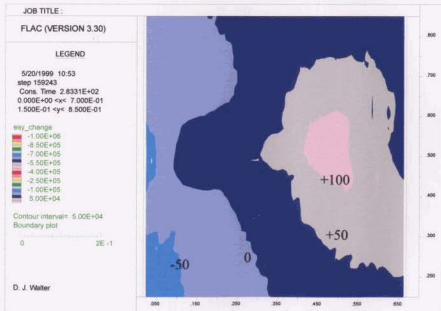 JOB TITLE :
FLAC (VERSION 3.30)
LEGEND
5/20/1999 10:53
step 159243
Cons. Time 2.8331E+02
0.000E+00 <x< 7.000E-01
1.500E-01 <y< 8.500E-01
esy_change
-1.00E+06
-8.50E+05
-7.00E+05
-5.50E+05
-4.00E+05
-2.50E+05
-1.00E+05
5.00E+04
Contour interval= 5.00E+04
Boundary plot
0 2E -1
D. J. Walter
+100
+50
0
-50
.800
.700
.600
.500
.400
.300
.200
.050 .150 .250 .350 .450 .550 .650